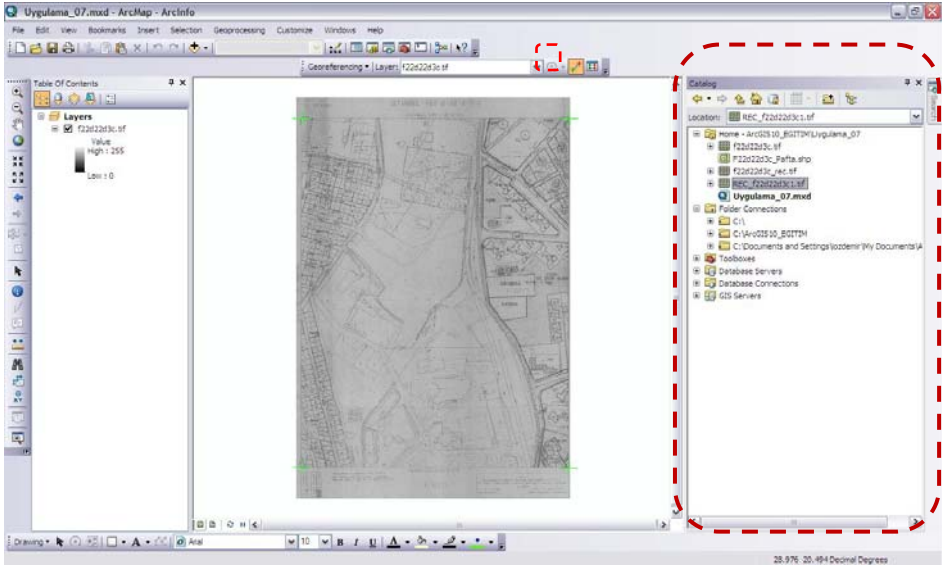 Uygulama_07.mxd - ArcMap - ArcInfo
File Edit View Bookmarks Insert Selection Geoprocessing Customize Windows Help
Georeferencing Layer: f22d22d3c.tif
Table Of Contents
Layers
f22d22d3c.tif
Value
High : 255
Low : 0
Catalog
Location: REC_f22d22d3c1.tif
Search
Home - ArcGIS10_EGITIM\Uygulama_07
f22d22d3c.tif
F22d22d3c_Pafta.shp
f22d22d3c_rec.tif
REC_f22d22d3c1.tif
Uygulama_07.mxd
Folder Connections
C:\
C:\ArcGIS10_EGITIM
C:\Documents and Settings\ozdemir\My Documents\A
Toolboxes
Database Servers
Database Connections
GIS Servers
Drawing A Arial 10 B I U A
28.976 20.494 Decimal Degrees